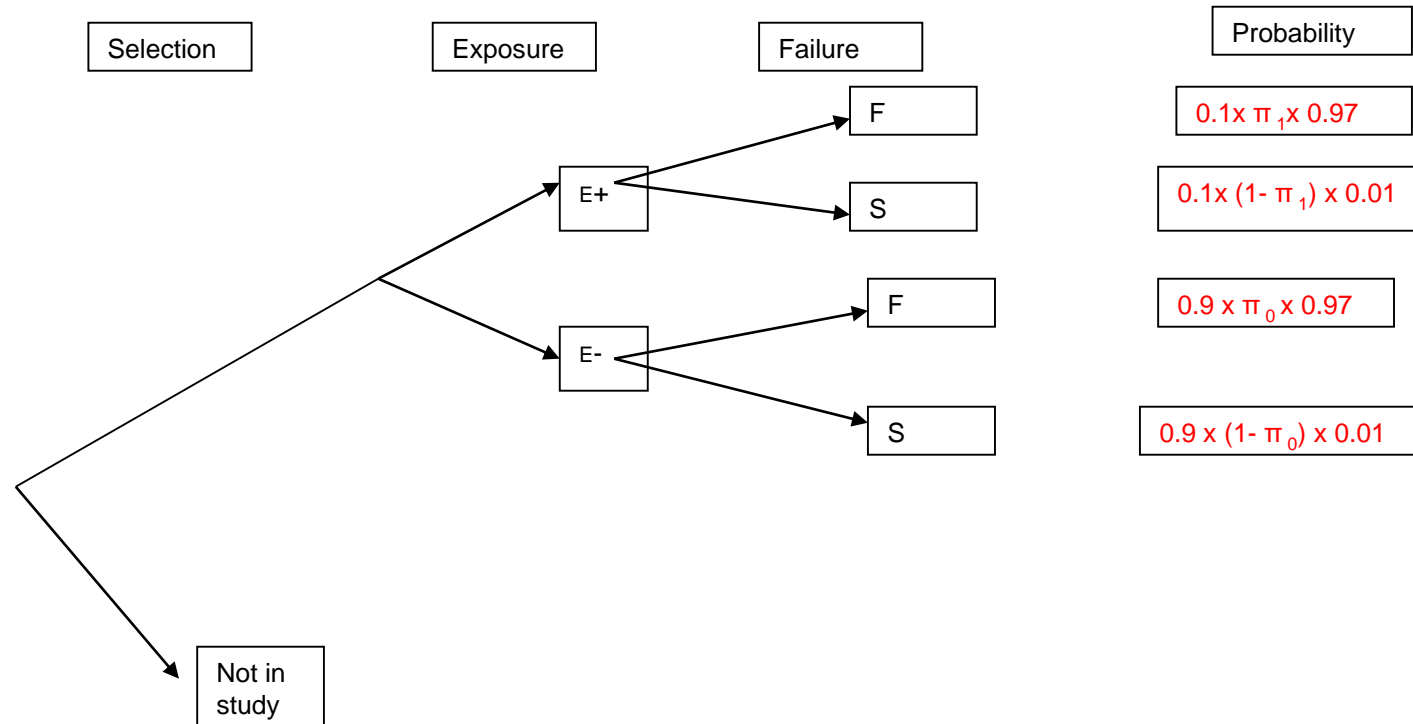 Selection
Exposure
Failure
Probability
F
0.1x π 1x 0.97
E+
S
0.1x (1- π 1) x 0.01
F
0.9 x π 0 x 0.97
E-
S
0.9 x (1- π 0) x 0.01
Not in
study